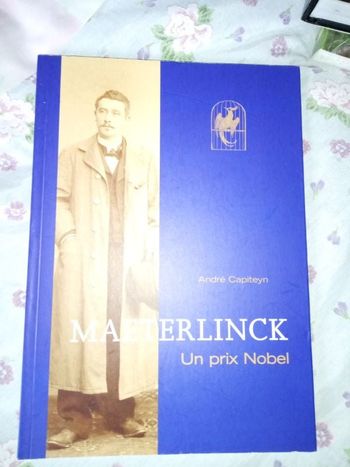 André Capiteyn
MAETERLINCK
Un prix Nobel